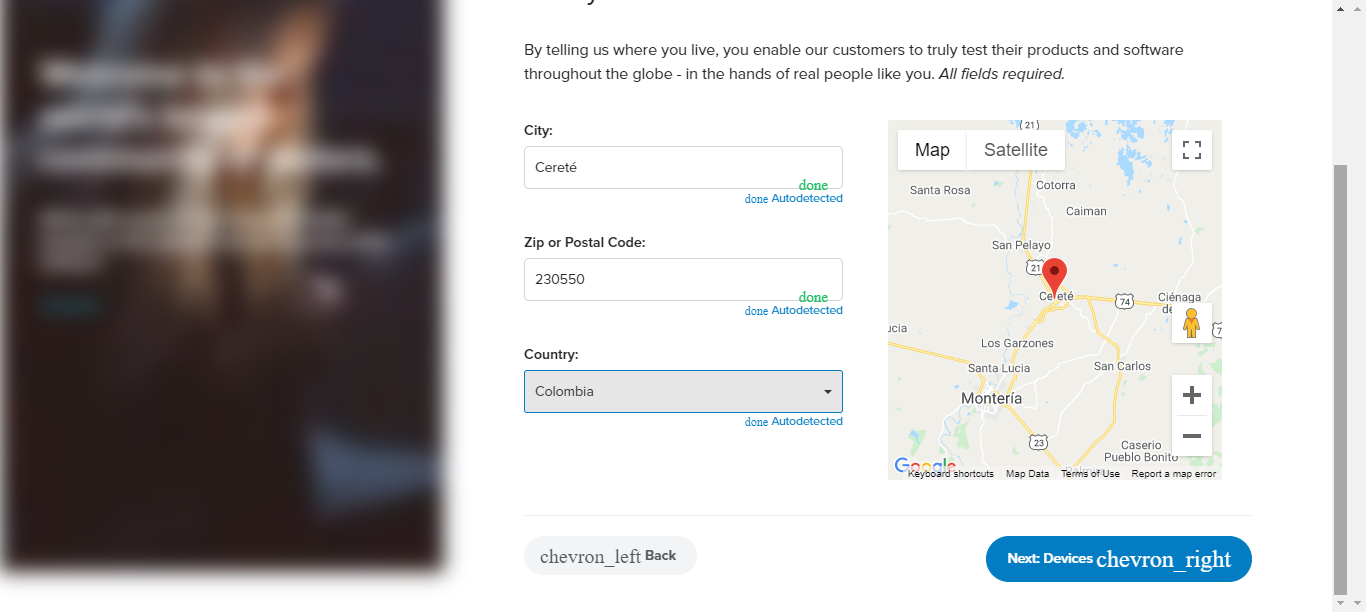 By telling us where you live, you enable our customers to truly test their products and software
throughout the globe - in the hands of real people like you. All fields required.
City:
Cereté
done
done Autodetected
Zip or Postal Code:
230550
done
done Autodetected
Country:
Colombia
done Autodetected
Map
Satellite
21
Santa Rosa
Cotorra
Caiman
San Pelayo
21
Cereté
74
Ciénaga
de
ucia
Los Garzones
Santa Lucia
San Carlos
Montería
23
Caserio
Pueblo Bonito
Google
Keyboard shortcuts
Map Data
Terms of Use
Report a map error
chevron_left Back
Next: Devices chevron_right